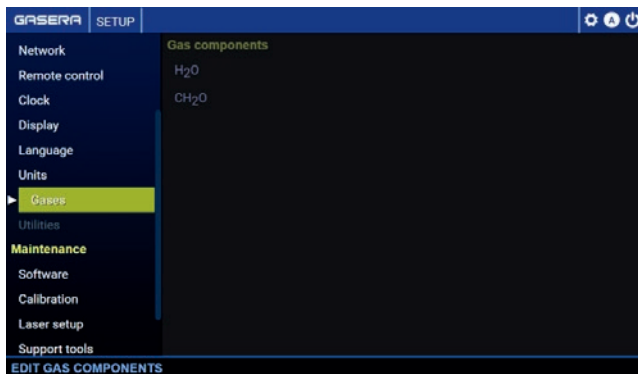 GASERA SETUP A
Network
Remote control
Clock
Display
Language
Units
Gases
Utilities
Maintenance
Software
Calibration
Laser setup
Support tools
Gas components
H2O
CH2O
EDIT GAS COMPONENTS